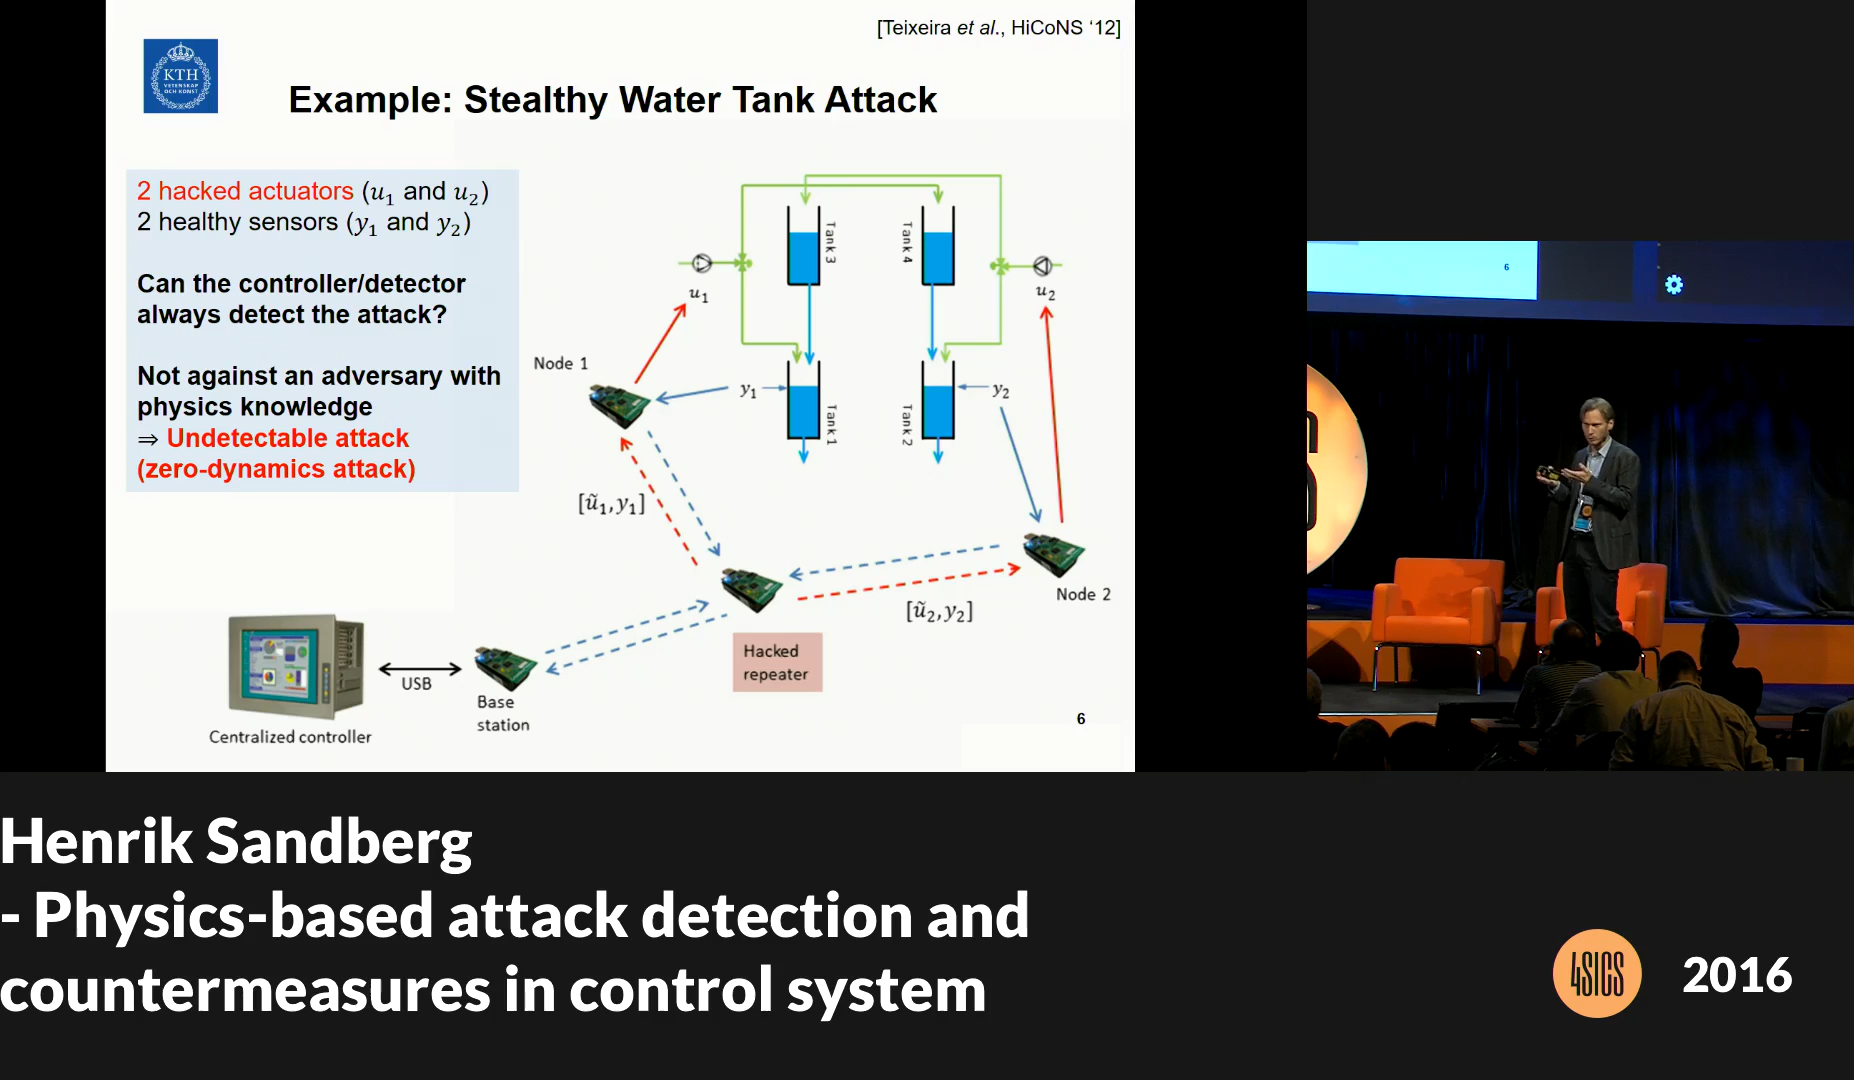 [Teixeira et al., HiCoNS ‘12]
KTH
VETENSKAP
OCH KONST
Example: Stealthy Water Tank Attack
2 hacked actuators (u₁ and u₂)
2 healthy sensors (y₁ and y₂)
Can the controller/detector
always detect the attack?
Not against an adversary with
physics knowledge
⇒ Undetectable attack
(zero-dynamics attack)
Tank 3
Tank 4
u₁
u₂
Node 1
y₁
y₂
Tank 1
Tank 2
[ũ₁,y₁]
[ũ₂,y₂]
Node 2
Hacked
repeater
USB
Base
station
Centralized controller
6
6
Henrik Sandberg
- Physics-based attack detection and
countermeasures in control system
4SICS
2016